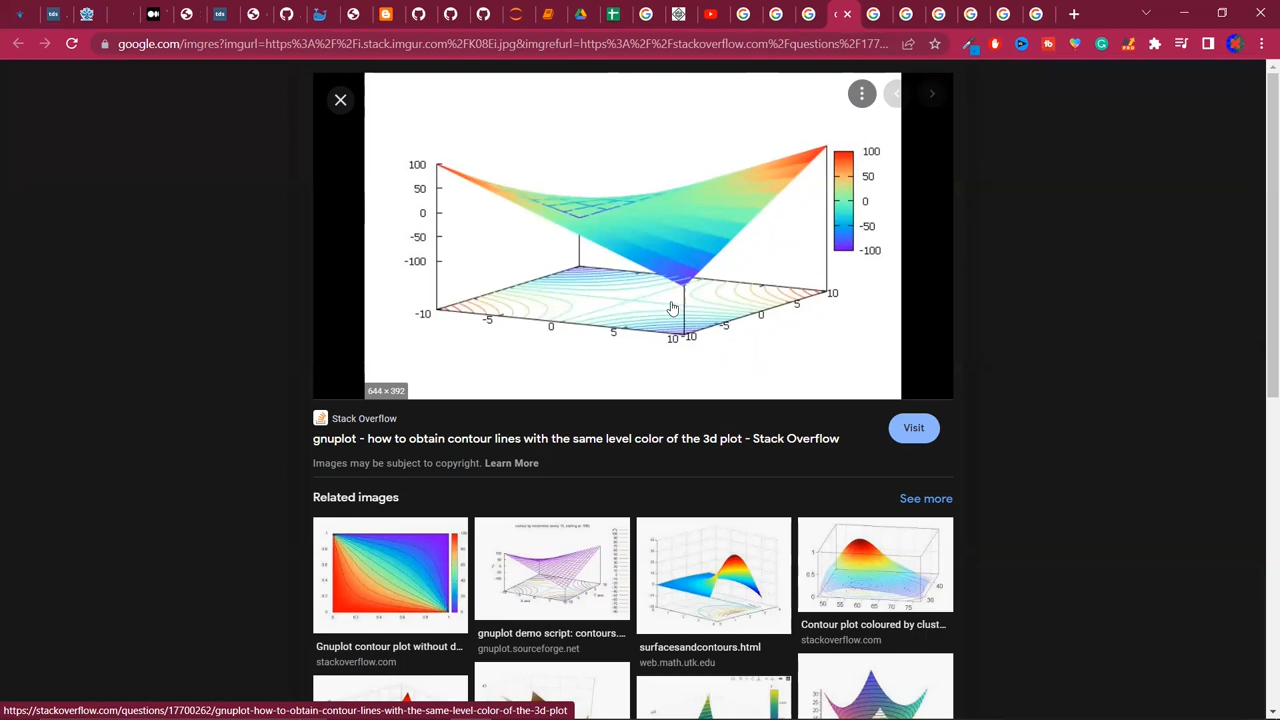 tds
tds
google.com/imgres?imgurl=https%3A%2F%2Fi.stack.imgur.com%2FK08Ei.jpg&imgrefurl=https%3A%2F%2Fstackoverflow.com%2Fquestions%2F177...
100
50
0
-50
-100
100
50
0
-50
-100
-10
-5
0
5
10
-10
-5
0
5
10
644 × 392
Stack Overflow
gnuplot - how to obtain contour lines with the same level color of the 3d plot - Stack Overflow
Visit
Images may be subject to copyright. Learn More
Related images
See more
Gnuplot contour plot without d...
stackoverflow.com
gnuplot demo script: contours....
gnuplot.sourceforge.net
surfacesandcontours.html
web.math.utk.edu
Contour plot coloured by clust...
stackoverflow.com
https://stackoverflow.com/questions/17700262/gnuplot-how-to-obtain-contour-lines-with-the-same-level-color-of-the-3d-plot